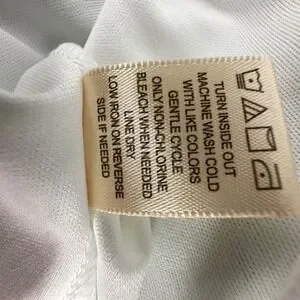 TURN INSIDE OUT
MACHINE WASH COLD
WITH LIKE COLORS
GENTLE CYCLE
ONLY NON-CHLORINE
BLEACH WHEN NEEDED
LINE DRY
LOW IRON ON REVERSE
SIDE IF NEEDED